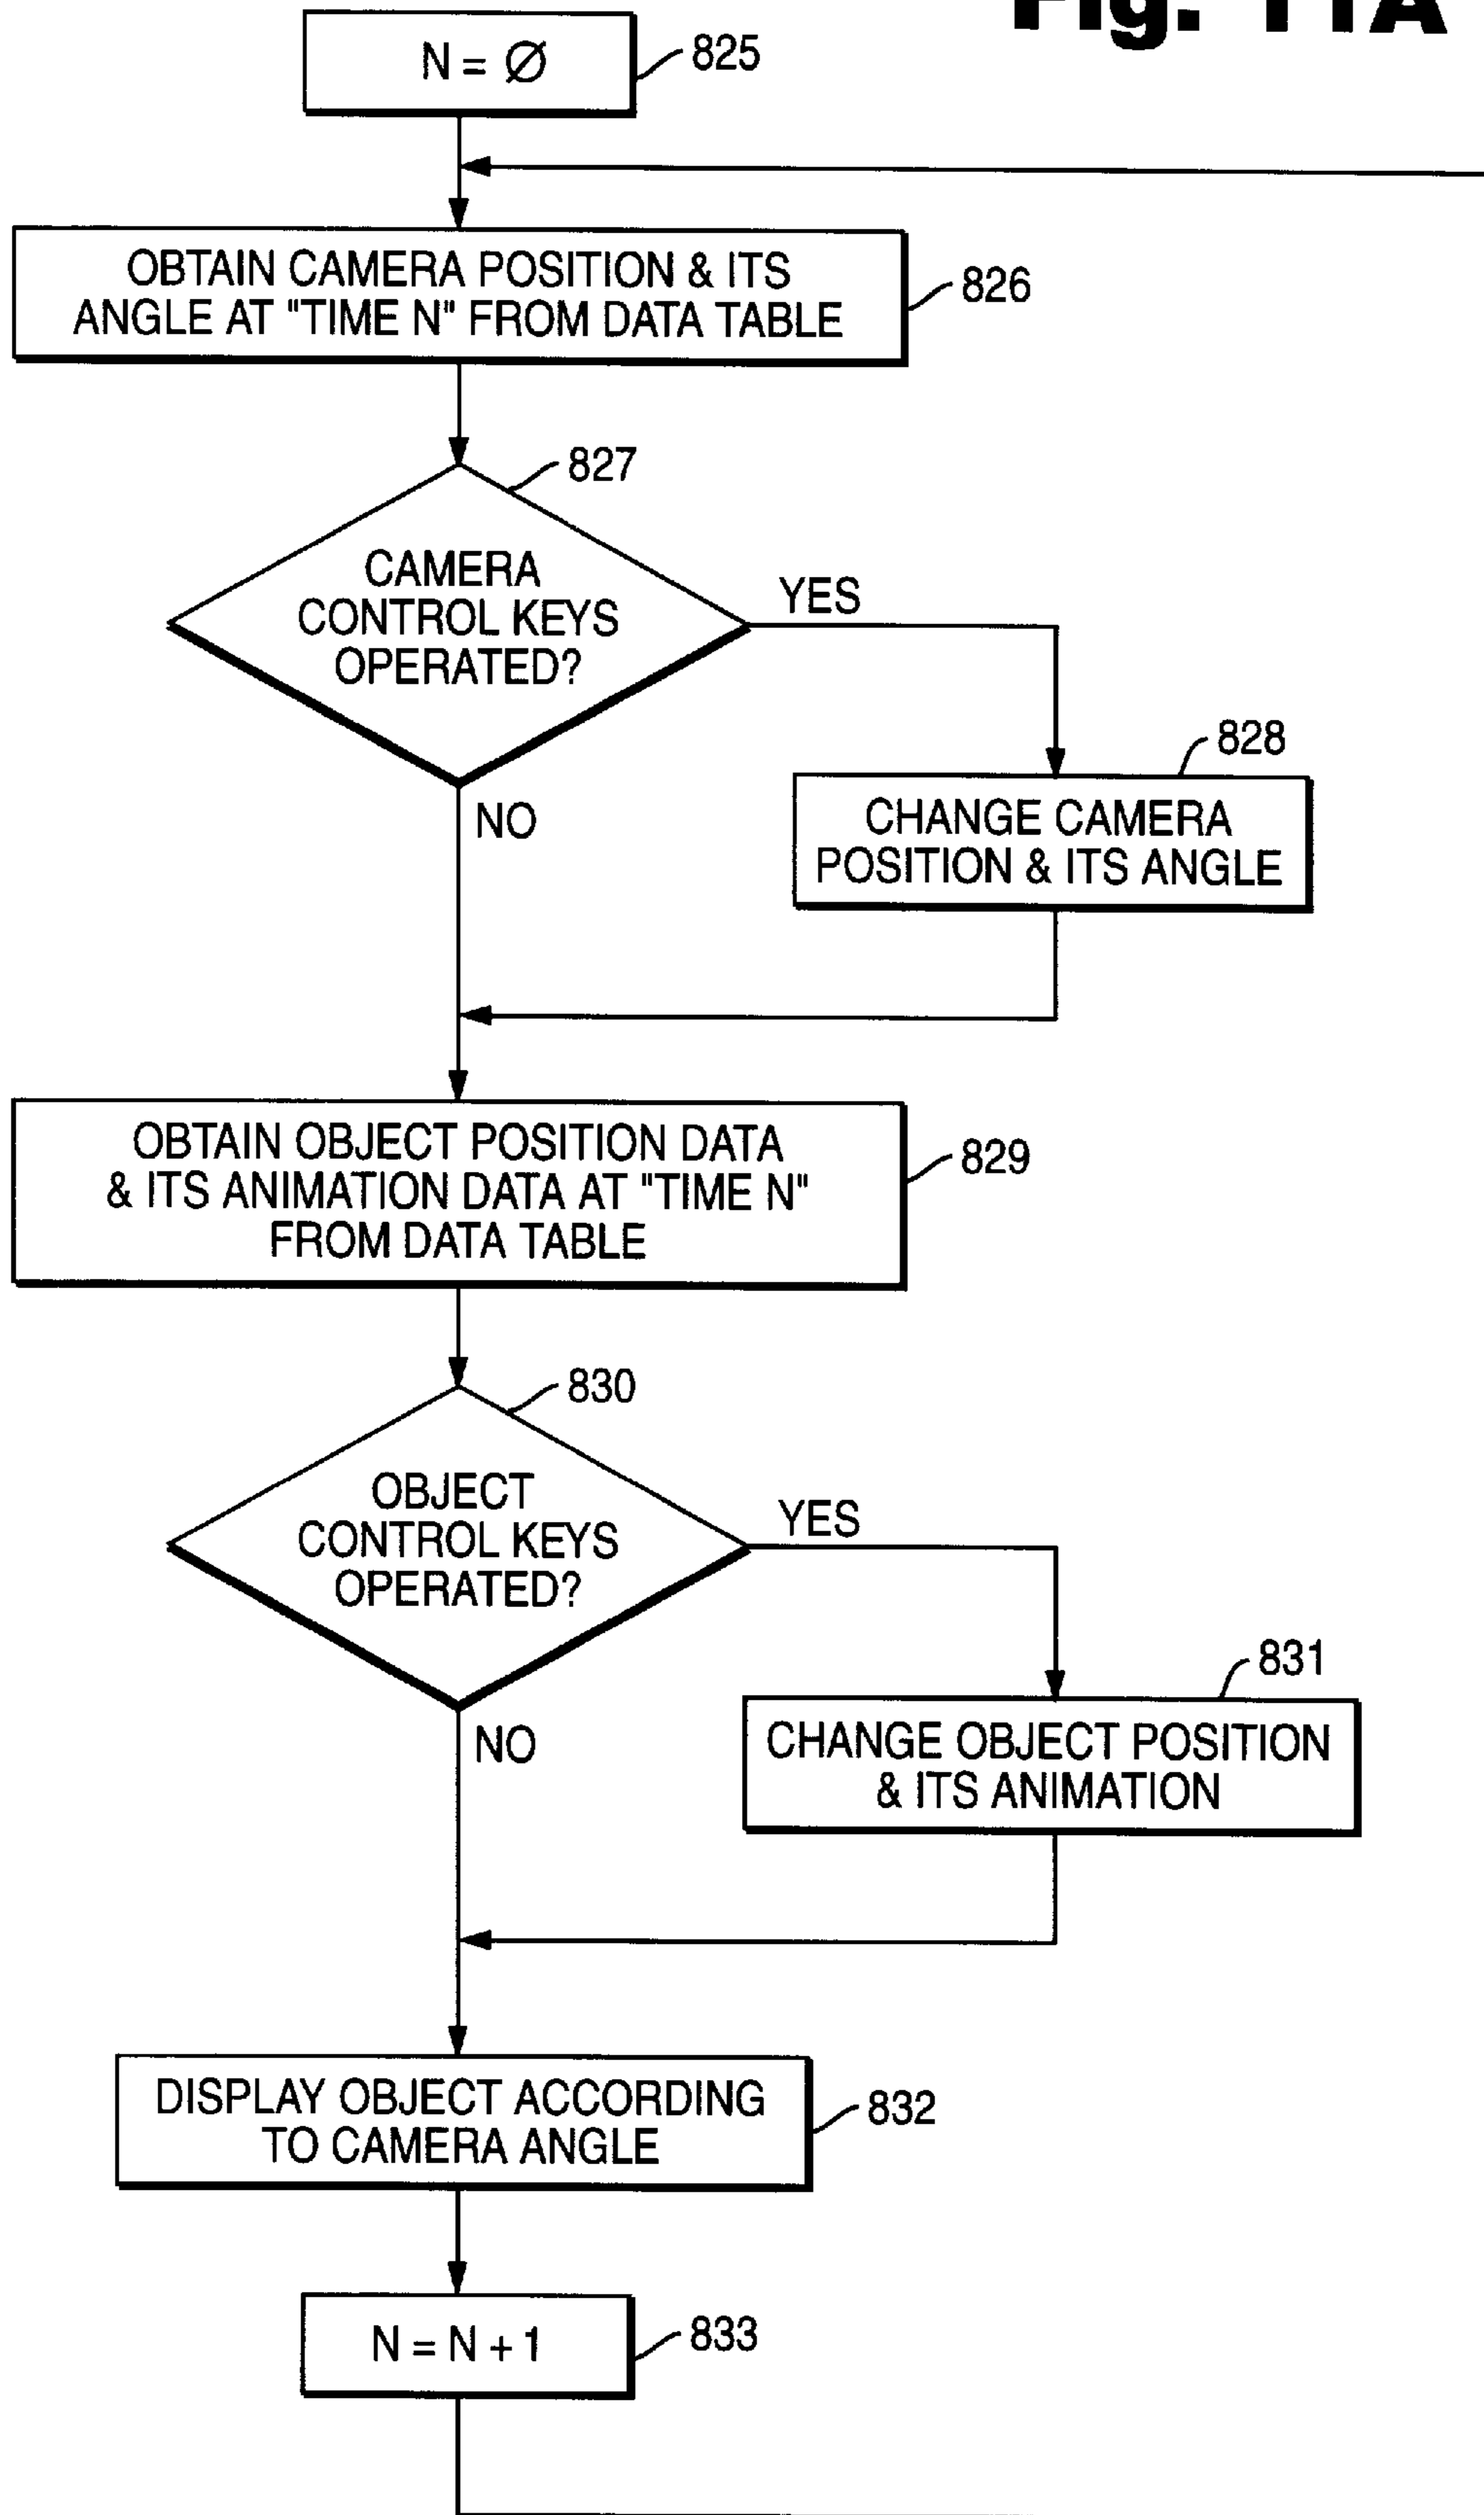 Fig. 11A
N = Ø
825
OBTAIN CAMERA POSITION & ITS
ANGLE AT "TIME N" FROM DATA TABLE
826
827
CAMERA
CONTROL KEYS
OPERATED?
YES
828
CHANGE CAMERA
POSITION & ITS ANGLE
NO
OBTAIN OBJECT POSITION DATA
& ITS ANIMATION DATA AT "TIME N"
FROM DATA TABLE
829
830
OBJECT
CONTROL KEYS
OPERATED?
YES
831
CHANGE OBJECT POSITION
& ITS ANIMATION
NO
DISPLAY OBJECT ACCORDING
TO CAMERA ANGLE
832
N = N + 1
833